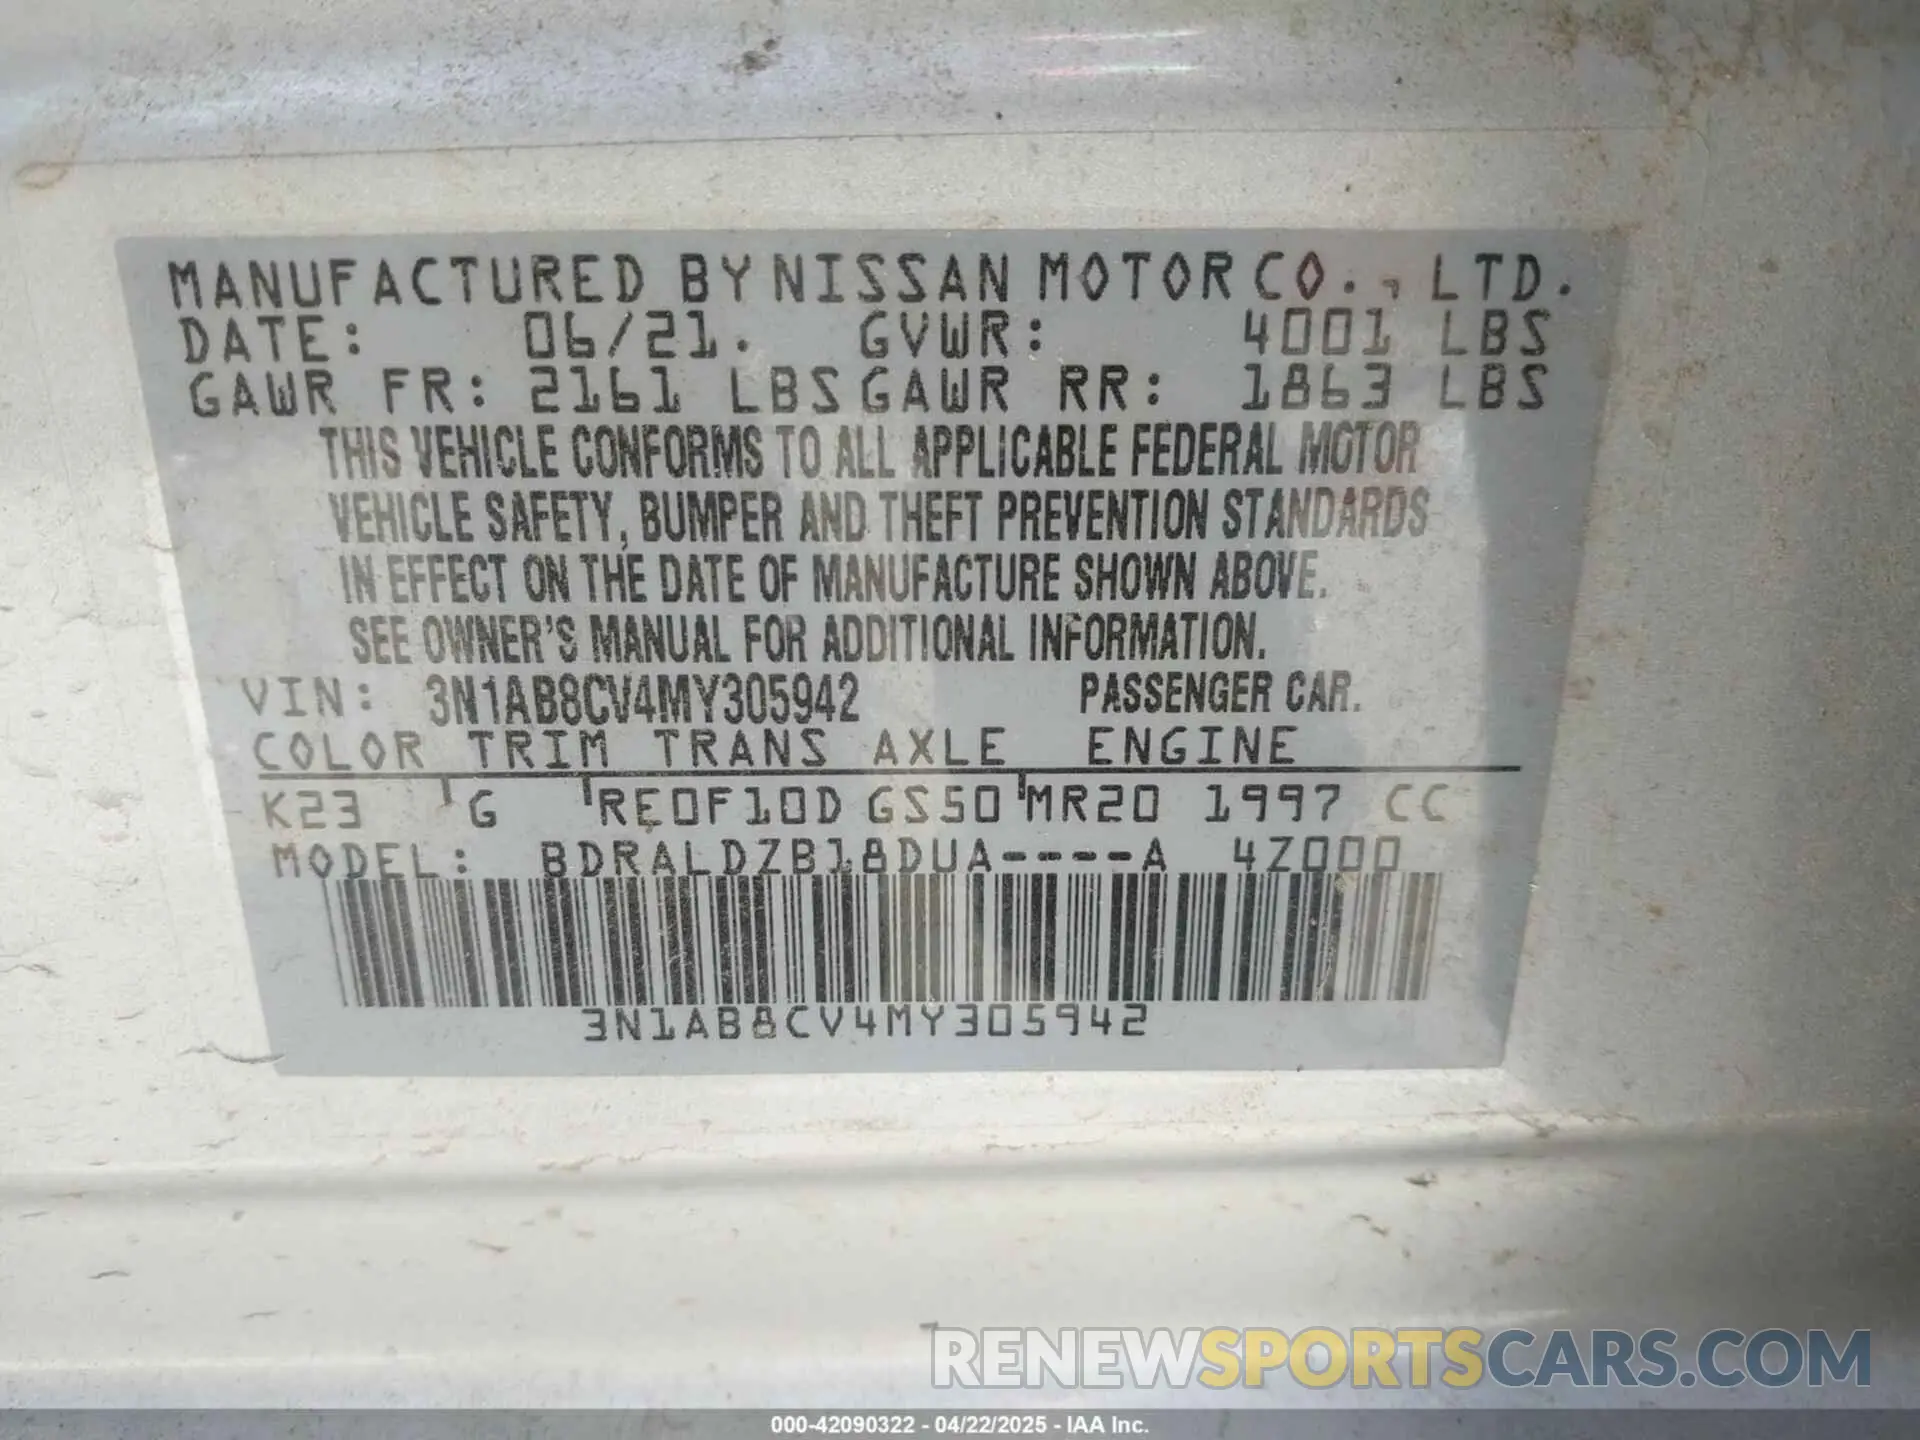 MANUFACTURED BY NISSAN MOTOR CO., LTD.
DATE: 06/21. GVWR: 4001 LBS
GAWR FR: 2161 LBS GAWR RR: 1863 LBS
THIS VEHICLE CONFORMS TO ALL APPLICABLE FEDERAL MOTOR
VEHICLE SAFETY, BUMPER AND THEFT PREVENTION STANDARDS
IN EFFECT ON THE DATE OF MANUFACTURE SHOWN ABOVE.
SEE OWNER'S MANUAL FOR ADDITIONAL INFORMATION.
VIN: 3N1AB8CV4MY305942 PASSENGER CAR.
COLOR TRIM TRANS AXLE ENGINE
K23 G RE0F10D GS50 MR20 1997 CC
MODEL: BDRALDZB18DUA----A 4Z000
3N1AB8CV4MY305942
RENEWSPORTSCARS.COM
000-42090322 - 04/22/2025 - IAA Inc.